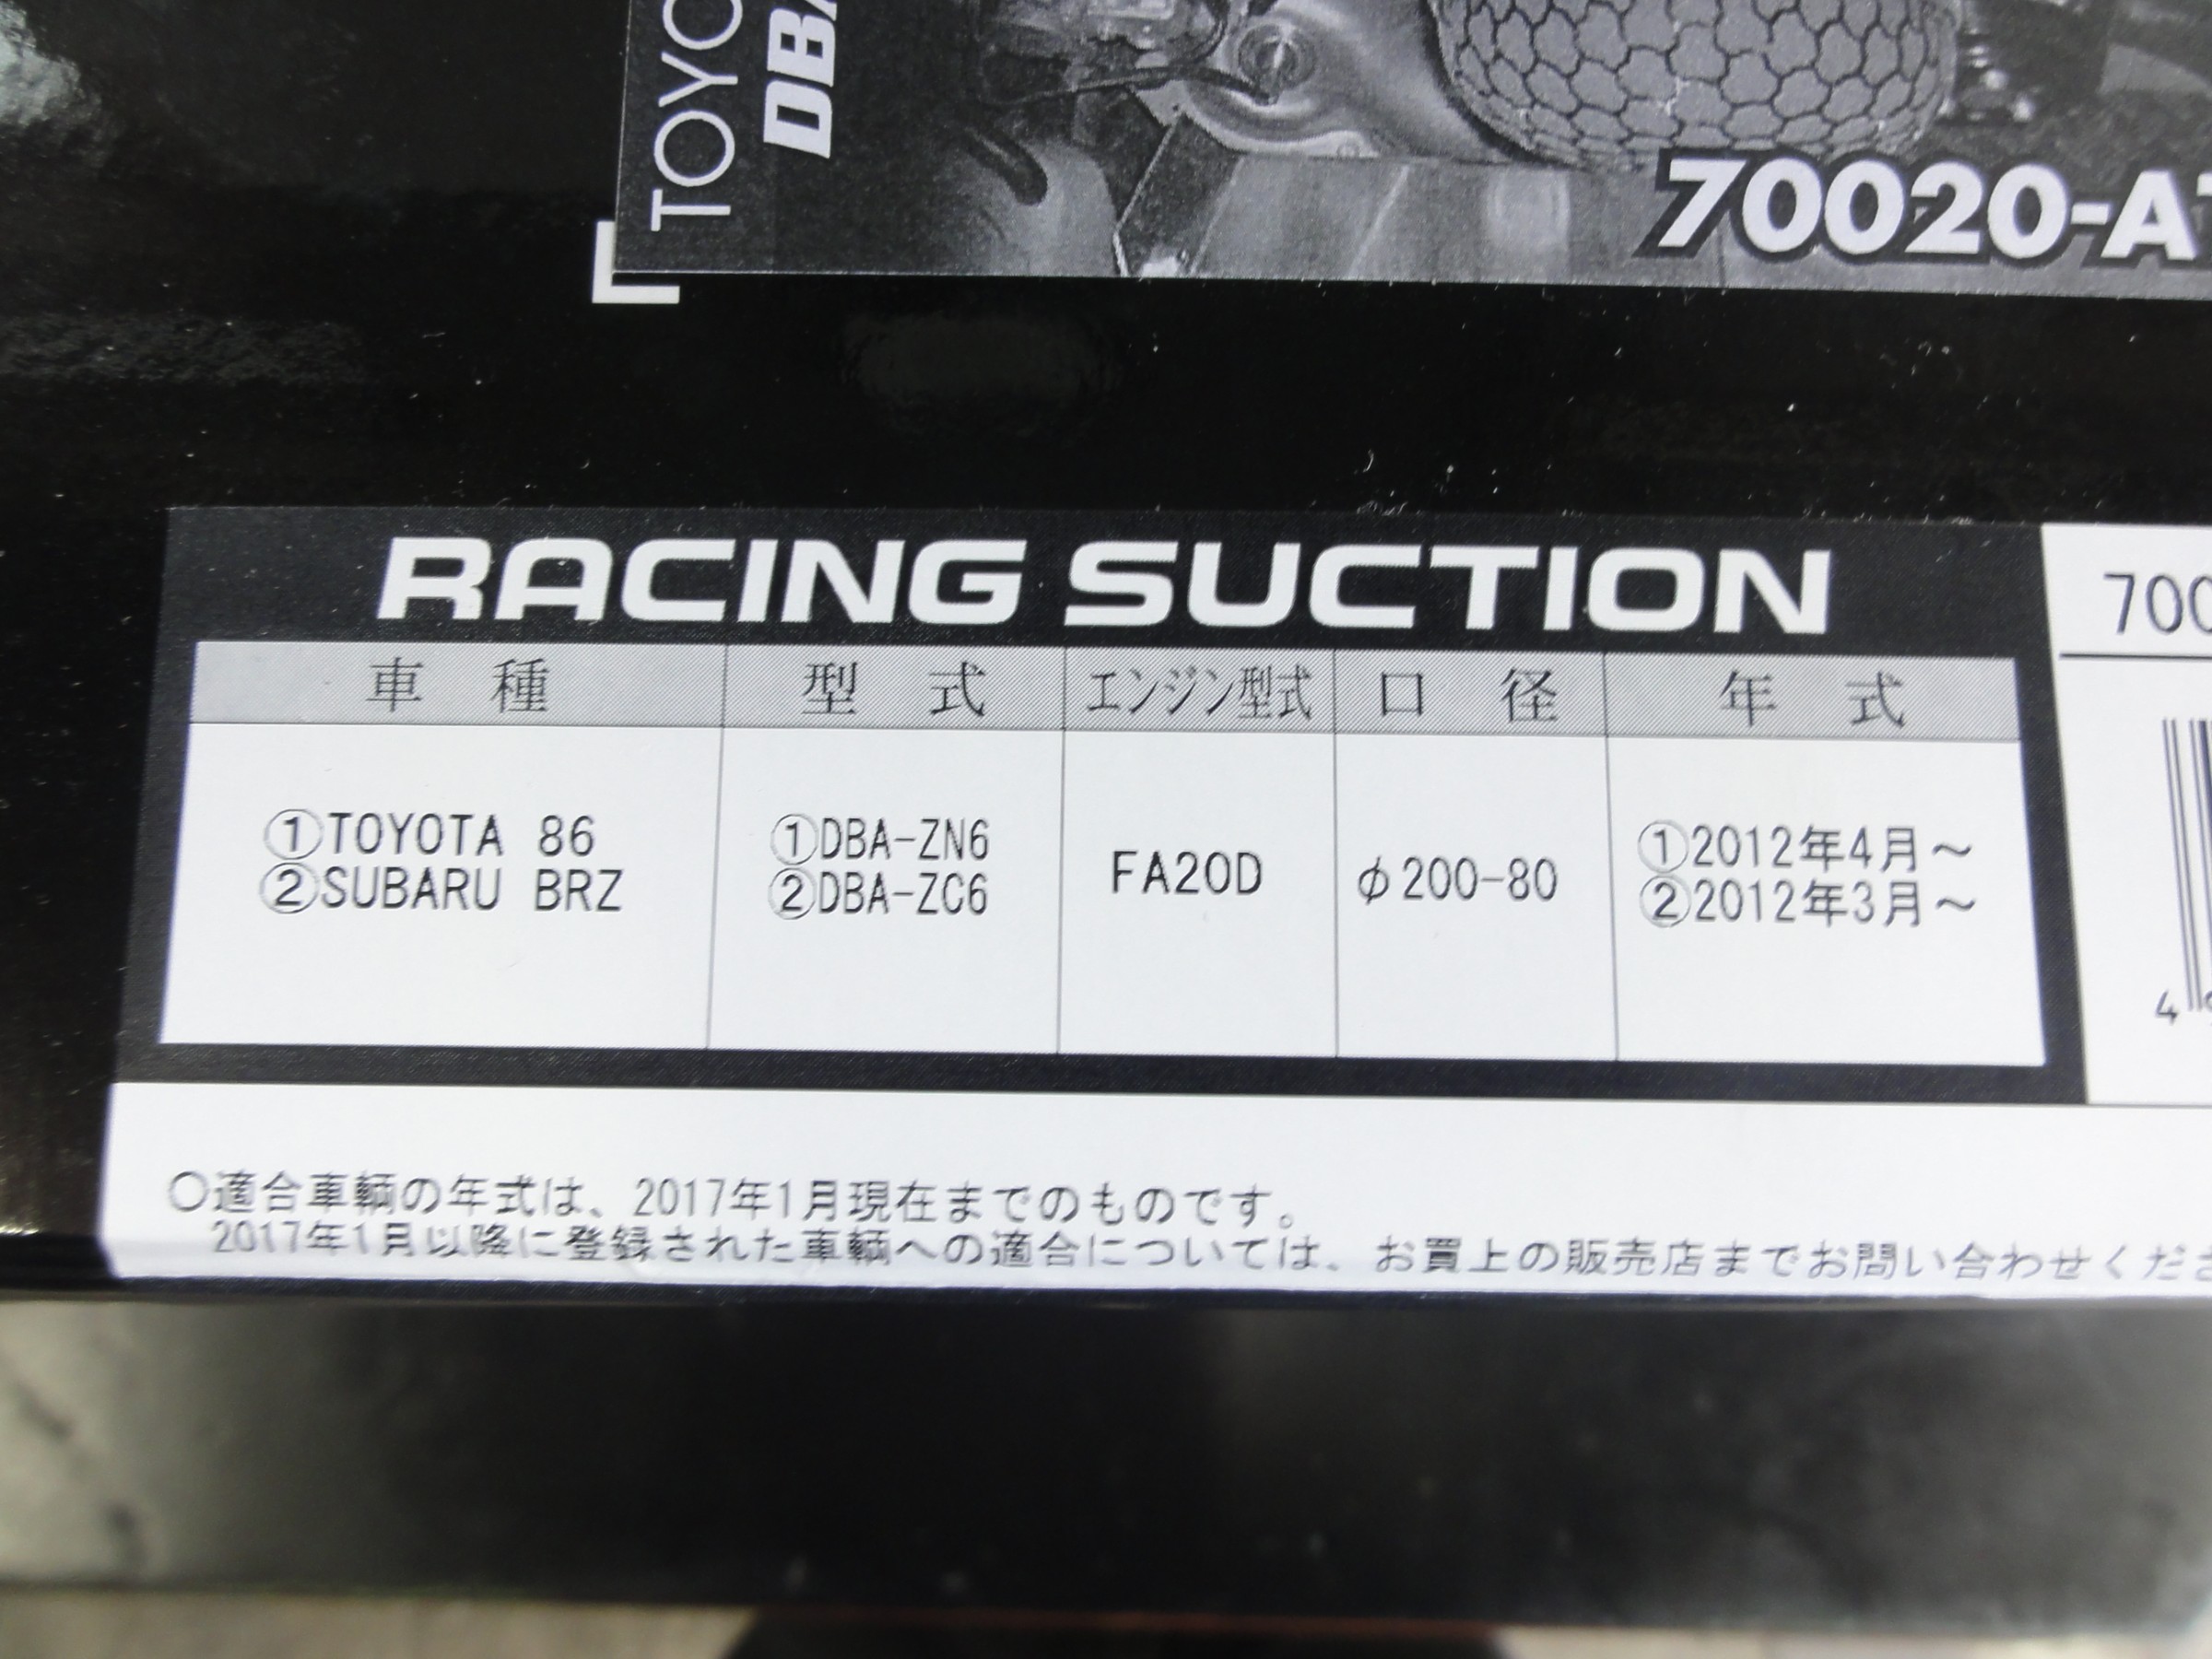 TOYO
DBA
70020-A
RACING SUCTION
700
車種 型式 エンジン型式 口径 年式
①TOYOTA 86 ①DBA-ZN6 FA20D φ200-80 ①2012年4月～
②SUBARU BRZ ②DBA-ZC6 ②2012年3月～
4
○適合車輌の年式は、2017年1月現在までのものです。
2017年1月以降に登録された車輌への適合については、お買上の販売店までお問い合わせくださ